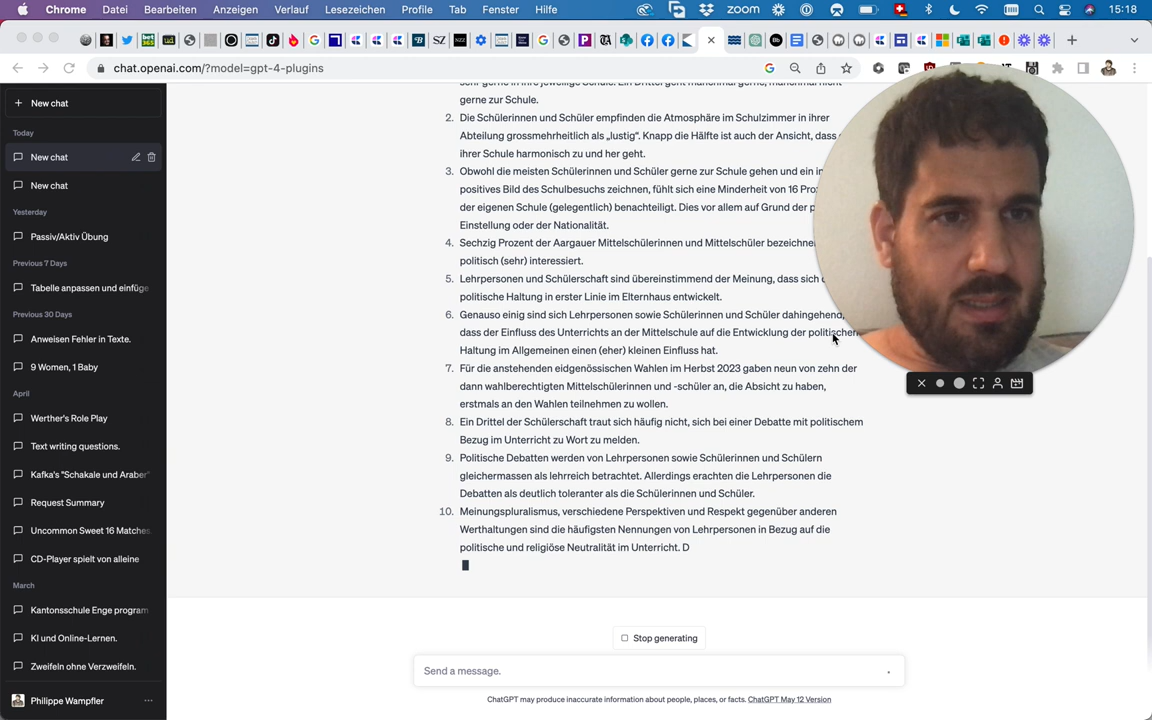 Chrome Datei Bearbeiten Anzeigen Verlauf Lesezeichen Profile Tab Fenster Hilfe zoom 15:18
chat.openai.com/?model=gpt-4-plugins
+ New chat
Today
New chat
New chat
Yesterday
Passiv/Aktiv Übung
Previous 7 Days
Tabelle anpassen und einfüge
Previous 30 Days
Anweisen Fehler in Texte.
9 Women, 1 Baby
April
Werther's Role Play
Text writing questions.
Kafka's "Schakale und Araber"
Request Summary
Uncommon Sweet 16 Matches.
CD-Player spielt von alleine
March
Kantonsschule Enge program
KI und Online-Lernen.
Zweifeln ohne Verzweifeln.
Philippe Wampfler
gerne zur Schule.
2. Die Schülerinnen und Schüler empfinden die Atmosphäre im Schulzimmer in ihrer
Abteilung grossmehrheitlich als „lustig“. Knapp die Hälfte ist auch der Ansicht, dass
ihrer Schule harmonisch zu und her geht.
3. Obwohl die meisten Schülerinnen und Schüler gerne zur Schule gehen und ein
positives Bild des Schulbesuchs zeichnen, fühlt sich eine Minderheit von 16
der eigenen Schule (gelegentlich) benachteiligt. Dies vor allem auf Grund der
Einstellung oder der Nationalität.
4. Sechzig Prozent der Aargauer Mittelschülerinnen und Mittelschüler
politisch (sehr) interessiert.
5. Lehrpersonen und Schülerschaft sind übereinstimmend der Meinung, dass sich
politische Haltung in erster Linie im Elternhaus entwickelt.
6. Genauso einig sind sich Lehrpersonen sowie Schülerinnen und Schüler dahingehend,
dass der Einfluss des Unterrichts an der Mittelschule auf die Entwicklung der politischen
Haltung im Allgemeinen einen (eher) kleinen Einfluss hat.
7. Für die anstehenden eidgenössischen Wahlen im Herbst 2023 gaben neun von zehn der
dann wahlberechtigten Mittelschülerinnen und -schüler an, die Absicht zu haben,
erstmals an den Wahlen teilnehmen zu wollen.
8. Ein Drittel der Schülerschaft traut sich häufig nicht, sich bei einer Debatte mit politischem
Bezug im Unterricht zu Wort zu melden.
9. Politische Debatten werden von Lehrpersonen sowie Schülerinnen und Schülern
gleichermassen als lehrreich betrachtet. Allerdings erachten die Lehrpersonen die
Debatten als deutlich toleranter als die Schülerinnen und Schüler.
10. Meinungspluralismus, verschiedene Perspektiven und Respekt gegenüber anderen
Werthaltungen sind die häufigsten Nennungen von Lehrpersonen in Bezug auf die
politische und religiöse Neutralität im Unterricht. D
Stop generating
Send a message.
ChatGPT may produce inaccurate information about people, places, or facts. ChatGPT May 12 Version